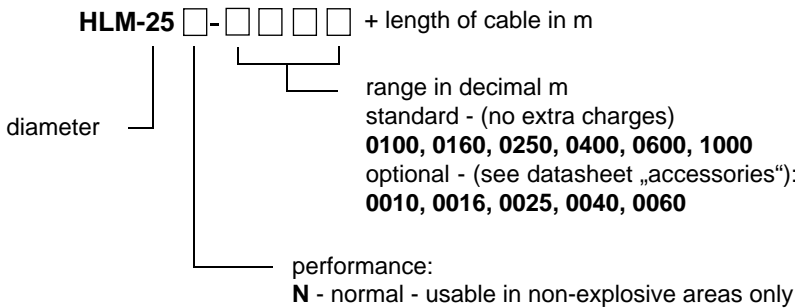 HLM-25 - + length of cable in m
diameter
range in decimal m
standard - (no extra charges)
0100, 0160, 0250, 0400, 0600, 1000
optional - (see datasheet „accessories“):
0010, 0016, 0025, 0040, 0060
performance:
N - normal - usable in non-explosive areas only